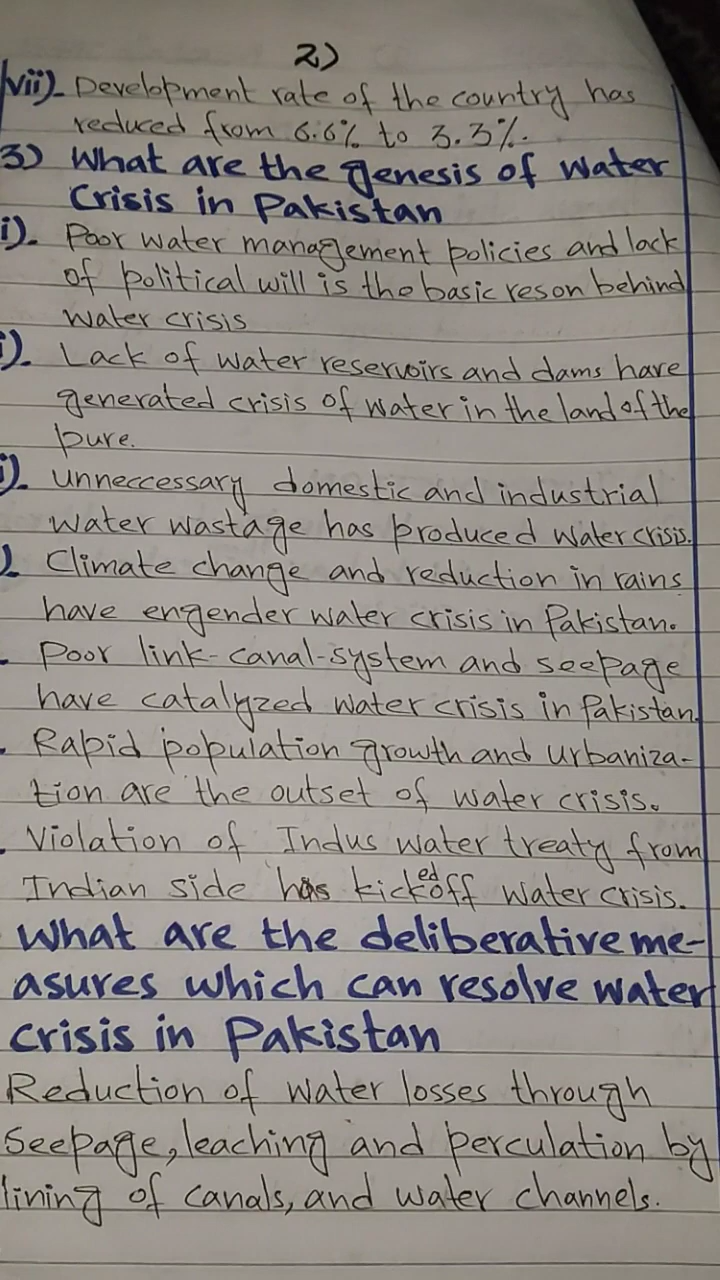 2)
vii). Development rate of the country has
reduced from 6.6% to 3.3%.
3) What are the genesis of water
Crisis in Pakistan
i). Poor water management policies and lack
of political will is the basic reson behind
water crisis
i). Lack of water reservoirs and dams have
generated crisis of water in the land of the
pure.
i). unneccessary domestic and industrial
water wastage has produced water crisis.
). Climate change and reduction in rains
have engender water crisis in Pakistan.
. Poor link-canal-system and seepage
have catalyzed water crisis in Pakistan.
. Rapid population growth and urbaniza-
tion are the outset of water crisis.
. Violation of Indus water treaty from
Indian side has kickedoff water crisis.
What are the deliberative me-
asures which can resolve water
crisis in Pakistan
Reduction of water losses through
seepage, leaching and perculation by
lining of canals, and water channels.